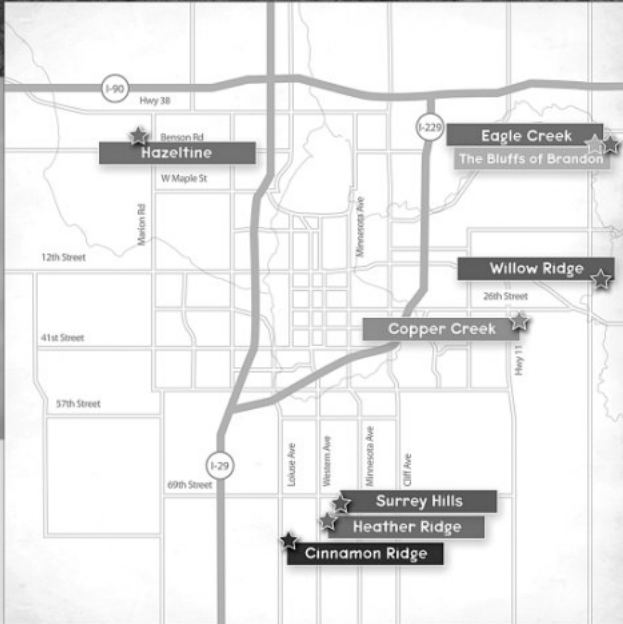 I-90
Hwy 38
I-229
Benson Rd
Hazeltine
Eagle Creek
The Bluffs of Brandon
W Maple St
Marion Rd
Minnesota Ave
12th Street
Willow Ridge
26th Street
Copper Creek
41st Street
Hwy 11
57th Street
I-29
69th Street
Loiuse Ave
Western Ave
Minnesota Ave
Cliff Ave
Surrey Hills
Heather Ridge
Cinnamon Ridge